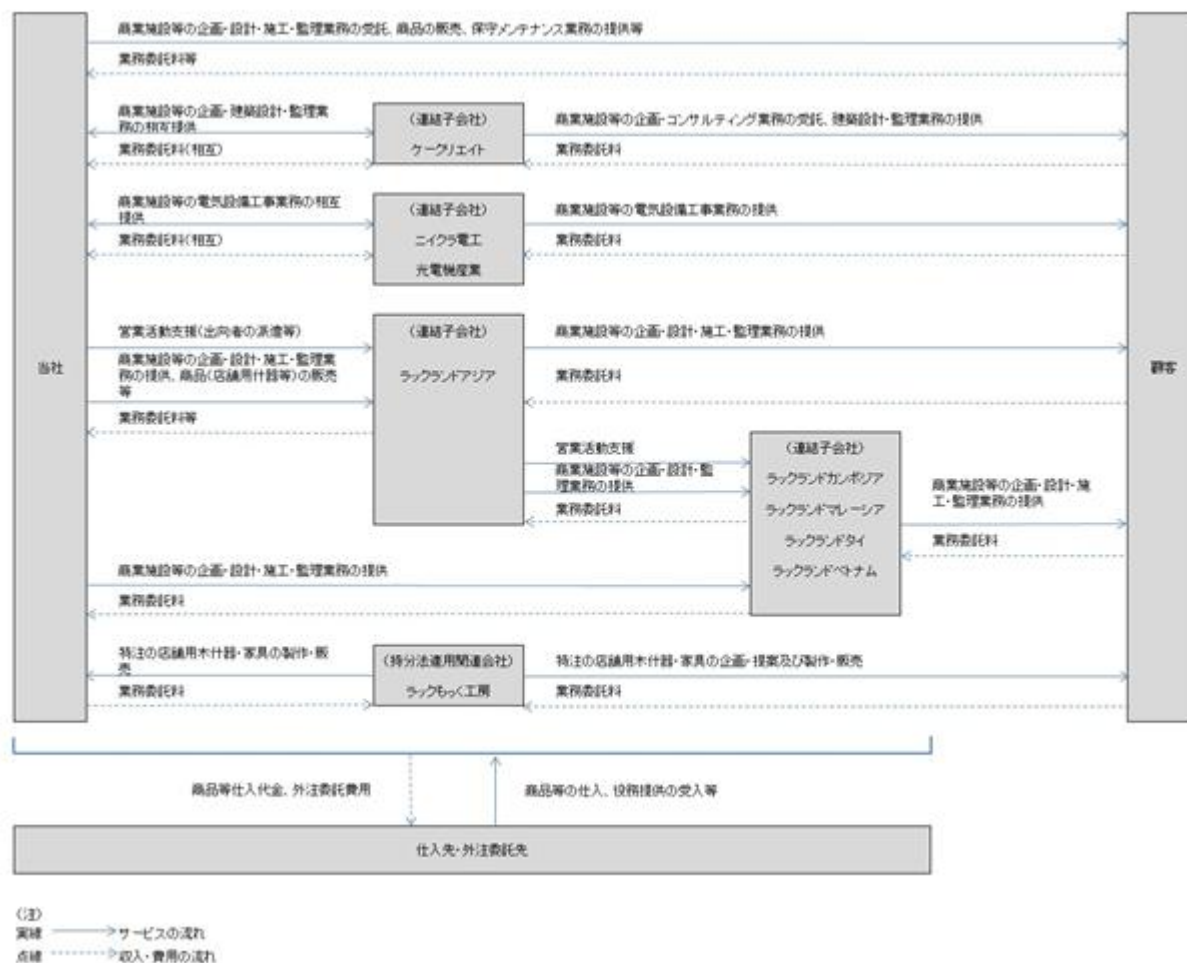 商業施設等の企画・設計・施工・監理業務の受託、商品の販売、保守メンテナンス業務の提供等
業務委託料等
商業施設等の企画・建築設計・監理業
務の相互提供
業務委託料(相互)
(連結子会社)
ケークリエイト
商業施設等の企画・コンサルティング業務の受託、建築設計・監理業務の提供
業務委託料
商業施設等の電気設備工事業務の相互
提供
業務委託料(相互)
(連結子会社)
ニイクラ電工
光電機産業
商業施設等の電気設備工事業務の提供
業務委託料
当社
営業活動支援(出向者の派遣等)
商業施設等の企画・設計・施工・監理業
務の提供、商品(店舗用什器等)の販売
等
業務委託料等
(連結子会社)
ラックランドアジア
商業施設等の企画・設計・施工・監理業務の提供
業務委託料
顧客
営業活動支援
商業施設等の企画・設計・監
理業務の提供
業務委託料
(連結子会社)
ラックランドカンボジア
ラックランドマレーシア
ラックランドタイ
ラックランドベトナム
商業施設等の企画・設計・施
工・監理業務の提供
業務委託料
商業施設等の企画・設計・施工・監理業務の提供
業務委託料
特注の店舗用木什器・家具の製作・販
売
業務委託料
(持分法適用関連会社)
ラックもっく工房
特注の店舗用木什器・家具の企画・提案及び製作・販売
業務委託料
商品等仕入代金、外注委託費用
商品等の仕入、役務提供の受入等
仕入先・外注委託先
(注)
実線 サービスの流れ
点線 収入・費用の流れ